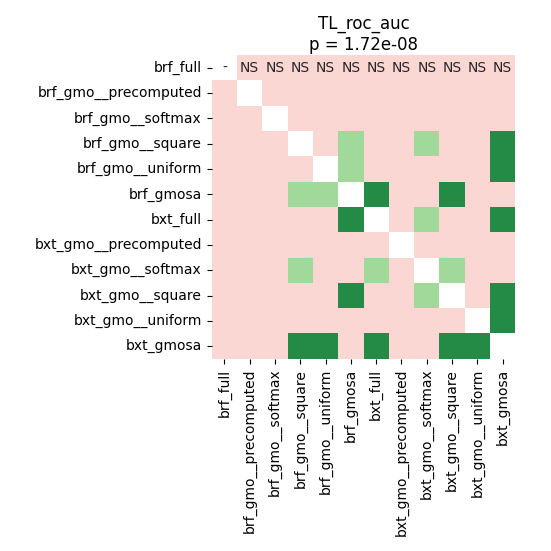 TL_roc_auc
p = 1.72e-08
brf_full
- NS NS NS NS NS NS NS NS NS NS NS
brf_gmo__precomputed
brf_gmo__softmax
brf_gmo__square
brf_gmo__uniform
brf_gmosa
bxt_full
bxt_gmo__precomputed
bxt_gmo__softmax
bxt_gmo__square
bxt_gmo__uniform
bxt_gmosa
brf_full
brf_gmo__precomputed
brf_gmo__softmax
brf_gmo__square
brf_gmo__uniform
brf_gmosa
bxt_full
bxt_gmo__precomputed
bxt_gmo__softmax
bxt_gmo__square
bxt_gmo__uniform
bxt_gmosa